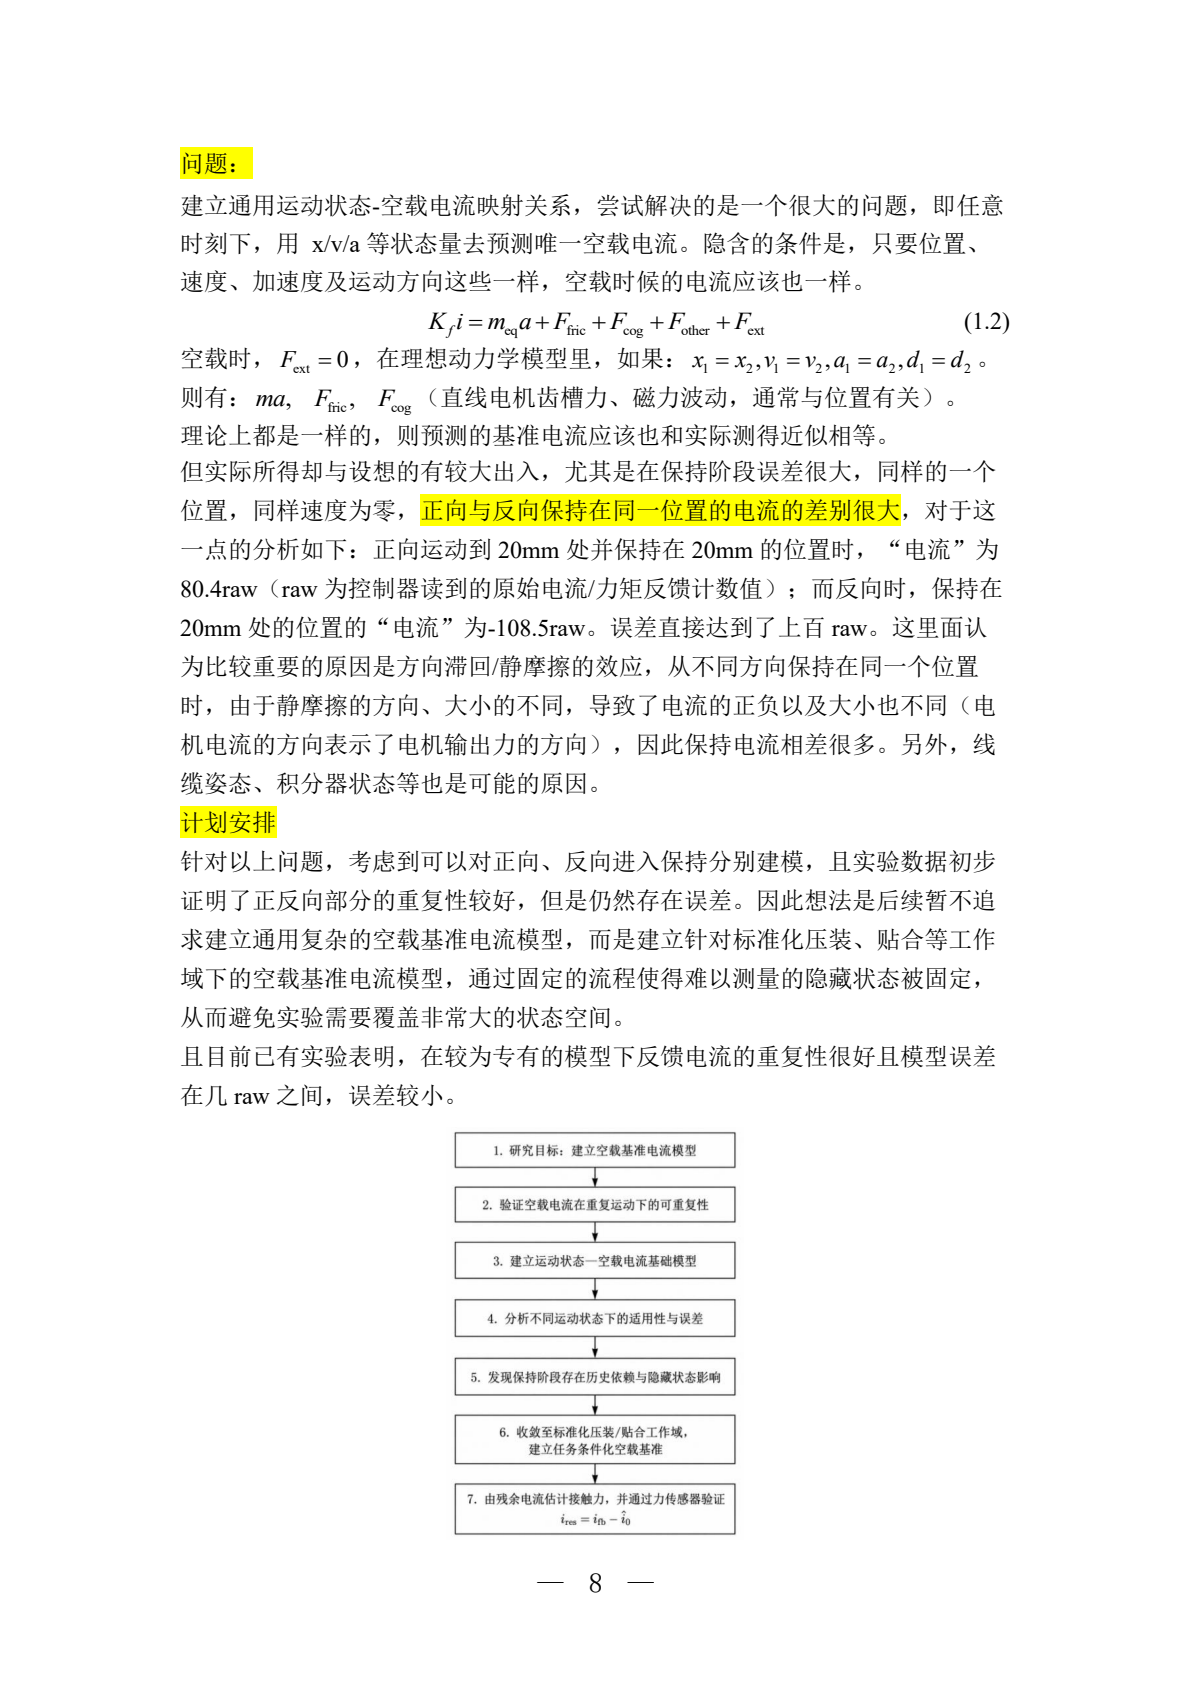 问题：
建立通用运动状态-空载电流映射关系，尝试解决的是一个很大的问题，即任意
时刻下，用 x/v/a 等状态量去预测唯一空载电流。隐含的条件是，只要位置、
速度、加速度及运动方向这些一样，空载时候的电流应该也一样。
K_f i = m_eq a + F_fric + F_cog + F_other + F_ext (1.2)
空载时，F_ext = 0，在理想动力学模型里，如果：x₁ = x₂,v₁ = v₂,a₁ = a₂,d₁ = d₂。
则有：ma, F_fric, F_cog（直线电机齿槽力、磁力波动，通常与位置有关）。
理论上都是一样的，则预测的基准电流应该也和实际测得近似相等。
但实际所得却与设想的有较大出入，尤其是在保持阶段误差很大，同样的一个
位置，同样速度为零，正向与反向保持在同一位置的电流的差别很大，对于这
一点的分析如下：正向运动到 20mm 处并保持在 20mm 的位置时，“电流”为
80.4raw（raw 为控制器读到的原始电流/力矩反馈计数值）；而反向时，保持在
20mm 处的位置的“电流”为-108.5raw。误差直接达到了上百 raw。这里面认
为比较重要的原因是方向滞回/静摩擦的效应，从不同方向保持在同一个位置
时，由于静摩擦的方向、大小的不同，导致了电流的正负以及大小也不同（电
机电流的方向表示了电机输出力的方向），因此保持电流相差很多。另外，线
缆姿态、积分器状态等也是可能的原因。
计划安排
针对以上问题，考虑到可以对正向、反向进入保持分别建模，且实验数据初步
证明了正反向部分的重复性较好，但是仍然存在误差。因此想法是后续暂不追
求建立通用复杂的空载基准电流模型，而是建立针对标准化压装、贴合等工作
域下的空载基准电流模型，通过固定的流程使得难以测量的隐藏状态被固定，
从而避免实验需要覆盖非常大的状态空间。
且目前已有实验表明，在较为专有的模型下反馈电流的重复性很好且模型误差
在几 raw 之间，误差较小。
1. 研究目标：建立空载基准电流模型
2. 验证空载电流在重复运动下的可重复性
3. 建立运动状态—空载电流基础模型
4. 分析不同运动状态下的适用性与误差
5. 发现保持阶段存在历史依赖与隐藏状态影响
6. 收敛至标准化压装/贴合工作域，
建立任务条件化空载基准
7. 由残余电流估计接触力，并通过力传感器验证
i_res = i_fb − î₀
— 8 —